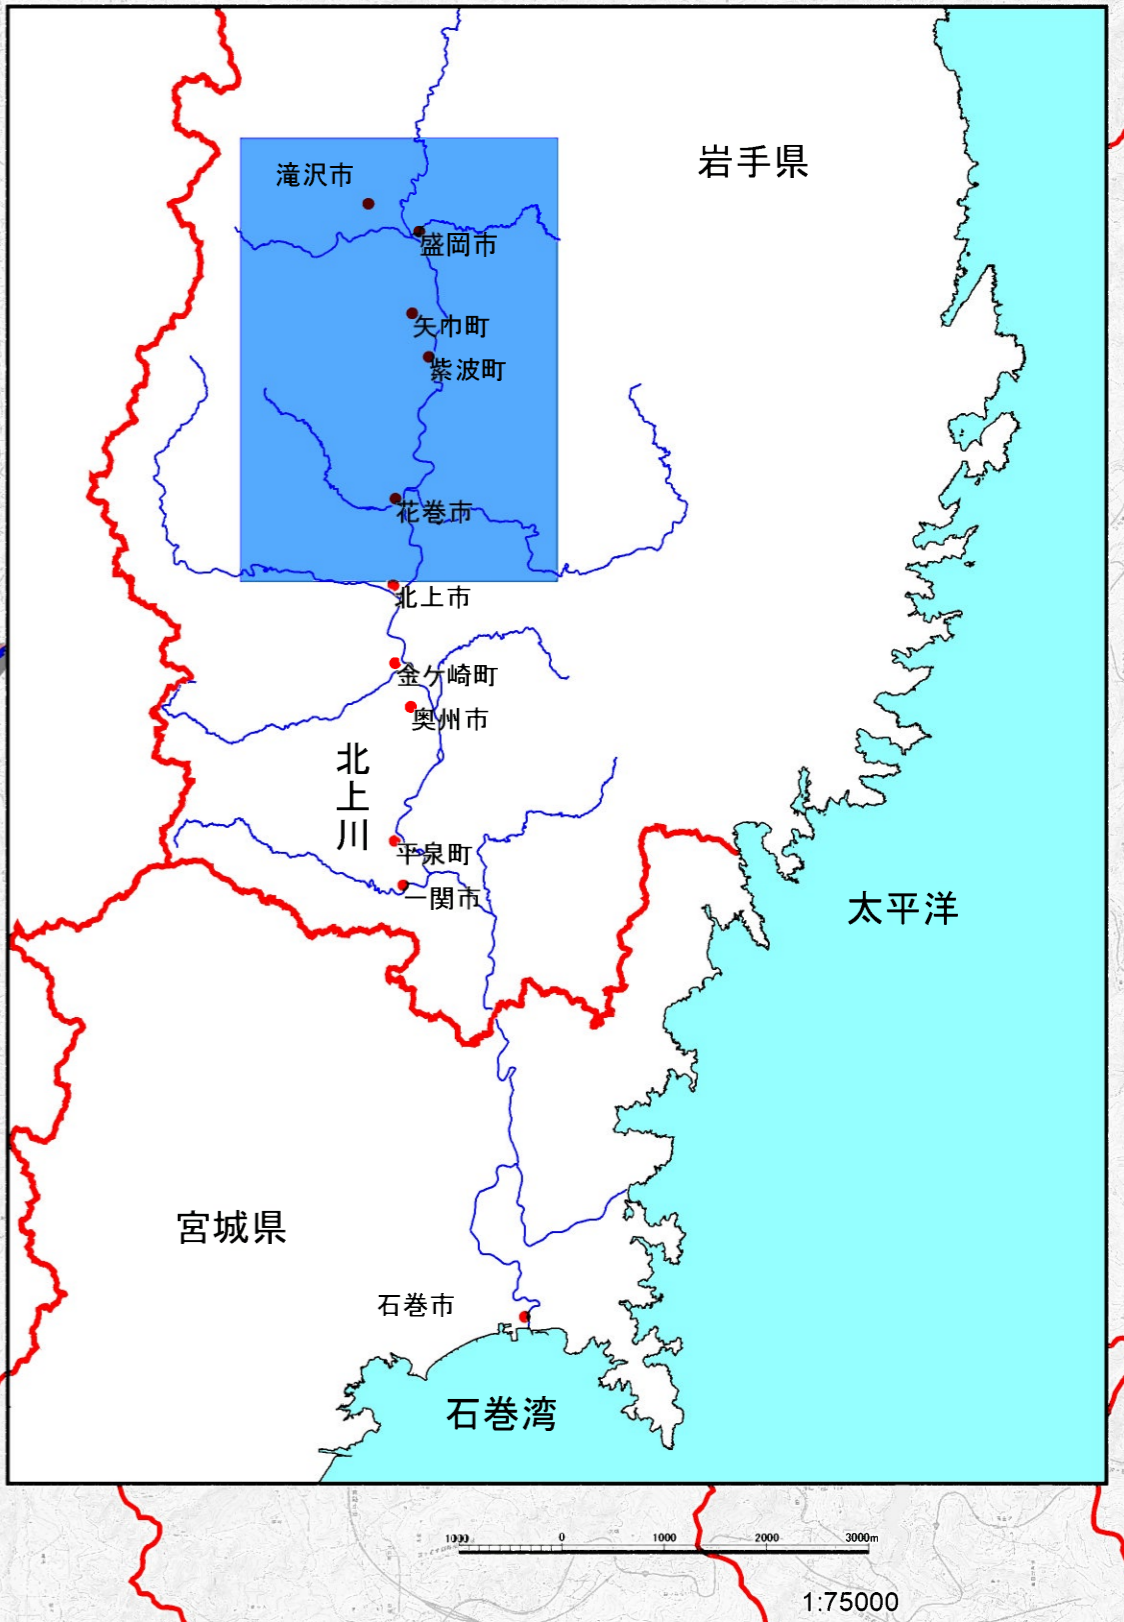 岩手県
滝沢市
盛岡市
矢巾町
紫波町
花巻市
北上市
金ケ崎町
奥州市
北上川
平泉町
一関市
太平洋
宮城県
石巻市
石巻湾
1000 0 1000 2000 3000m
1:75000